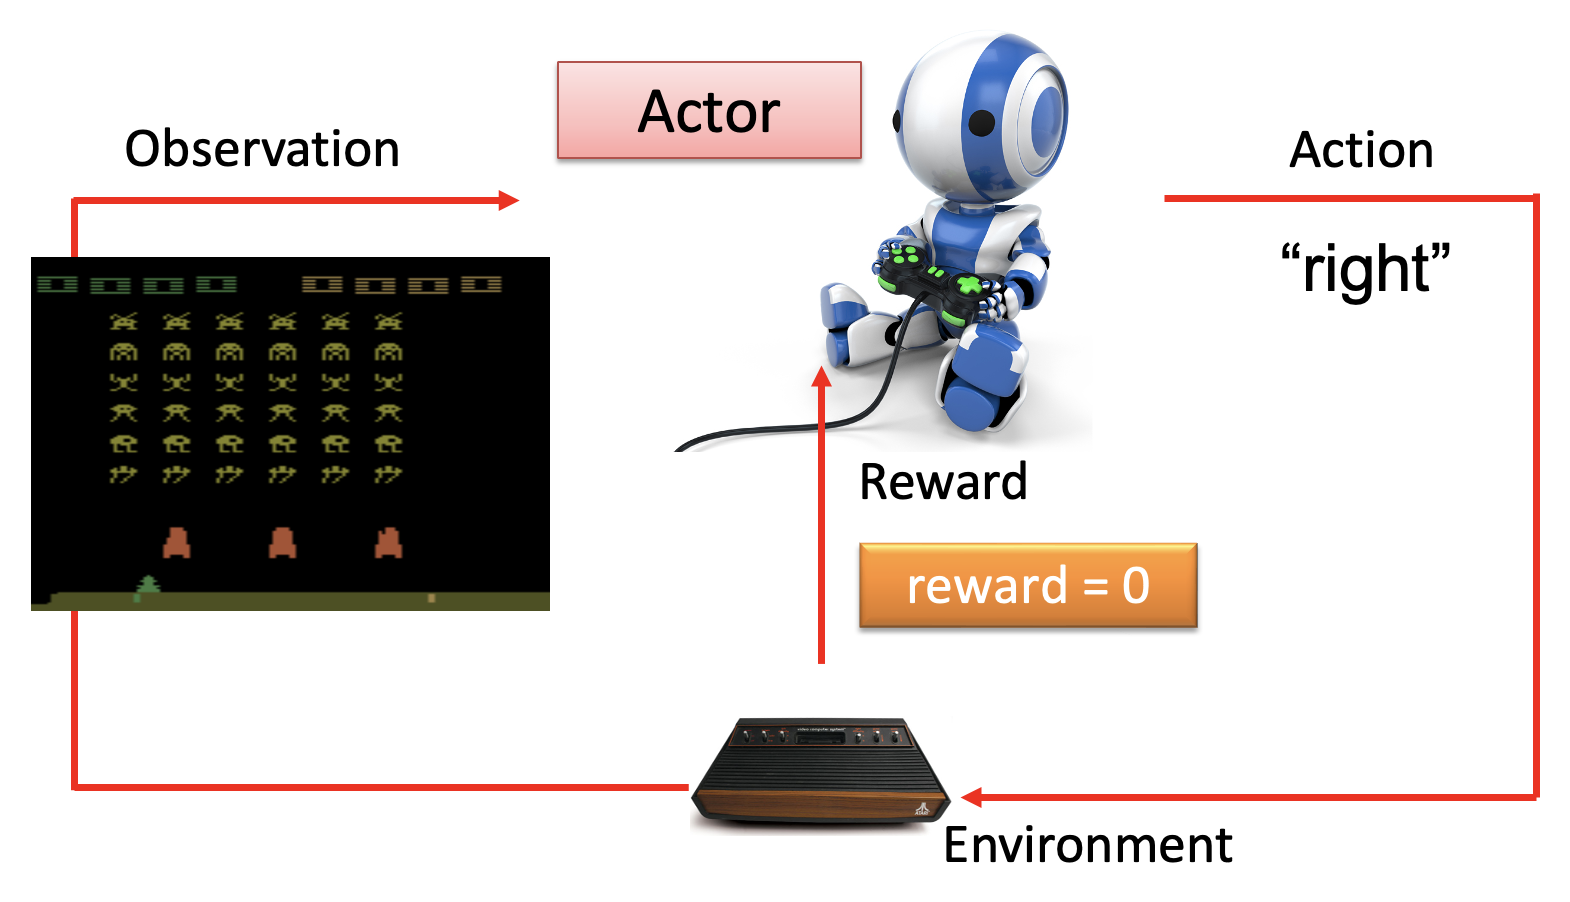 Actor
Observation
Action
“right”
Reward
reward = 0
Environment